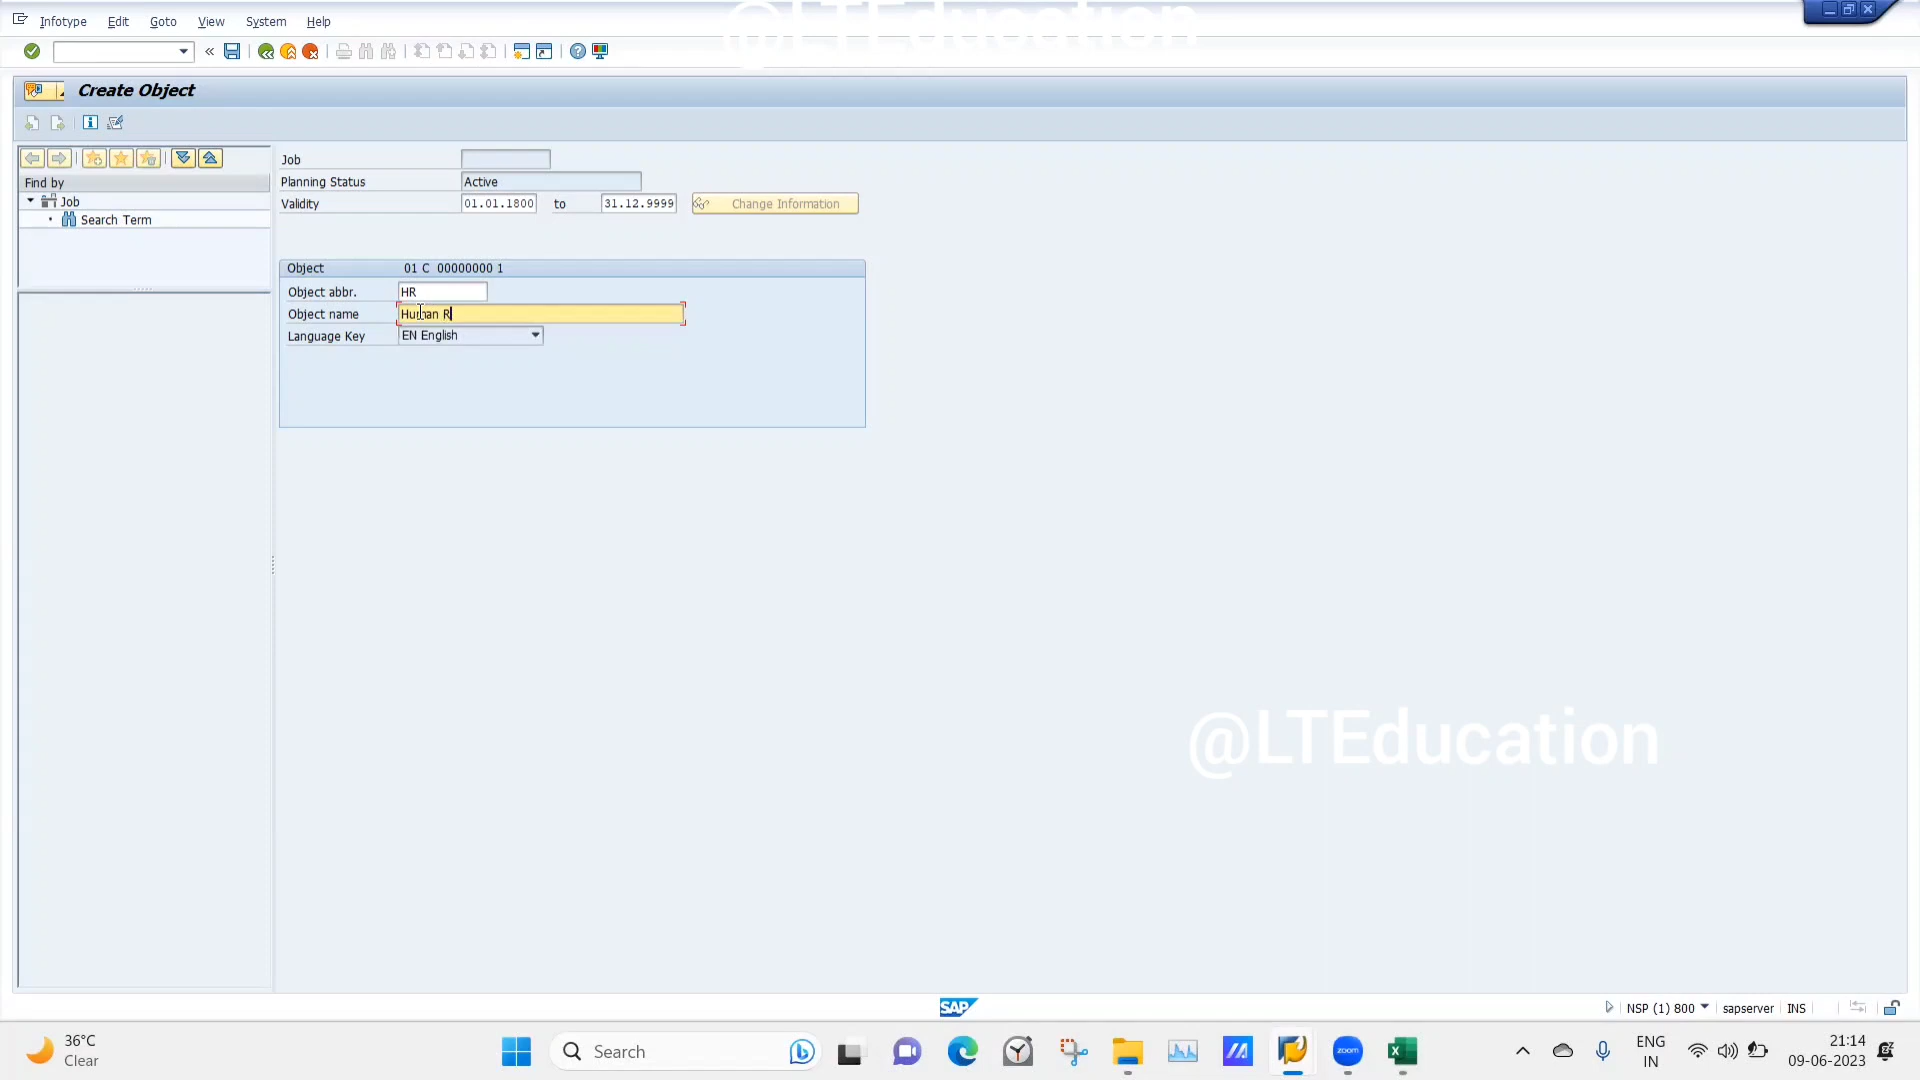 Infotype Edit Goto View System Help
@LTEducation
Create Object
Find by
Job
Search Term
Job
Planning Status Active
Validity 01.01.1800 to 31.12.9999 Change Information
Object 01 C 00000000 1
Object abbr. HR
Object name Human R
Language Key EN English
@LTEducation
SAP
NSP (1) 800 sapserver INS
36°C
Clear
Search
zoom
ENG
IN
21:14
09-06-2023